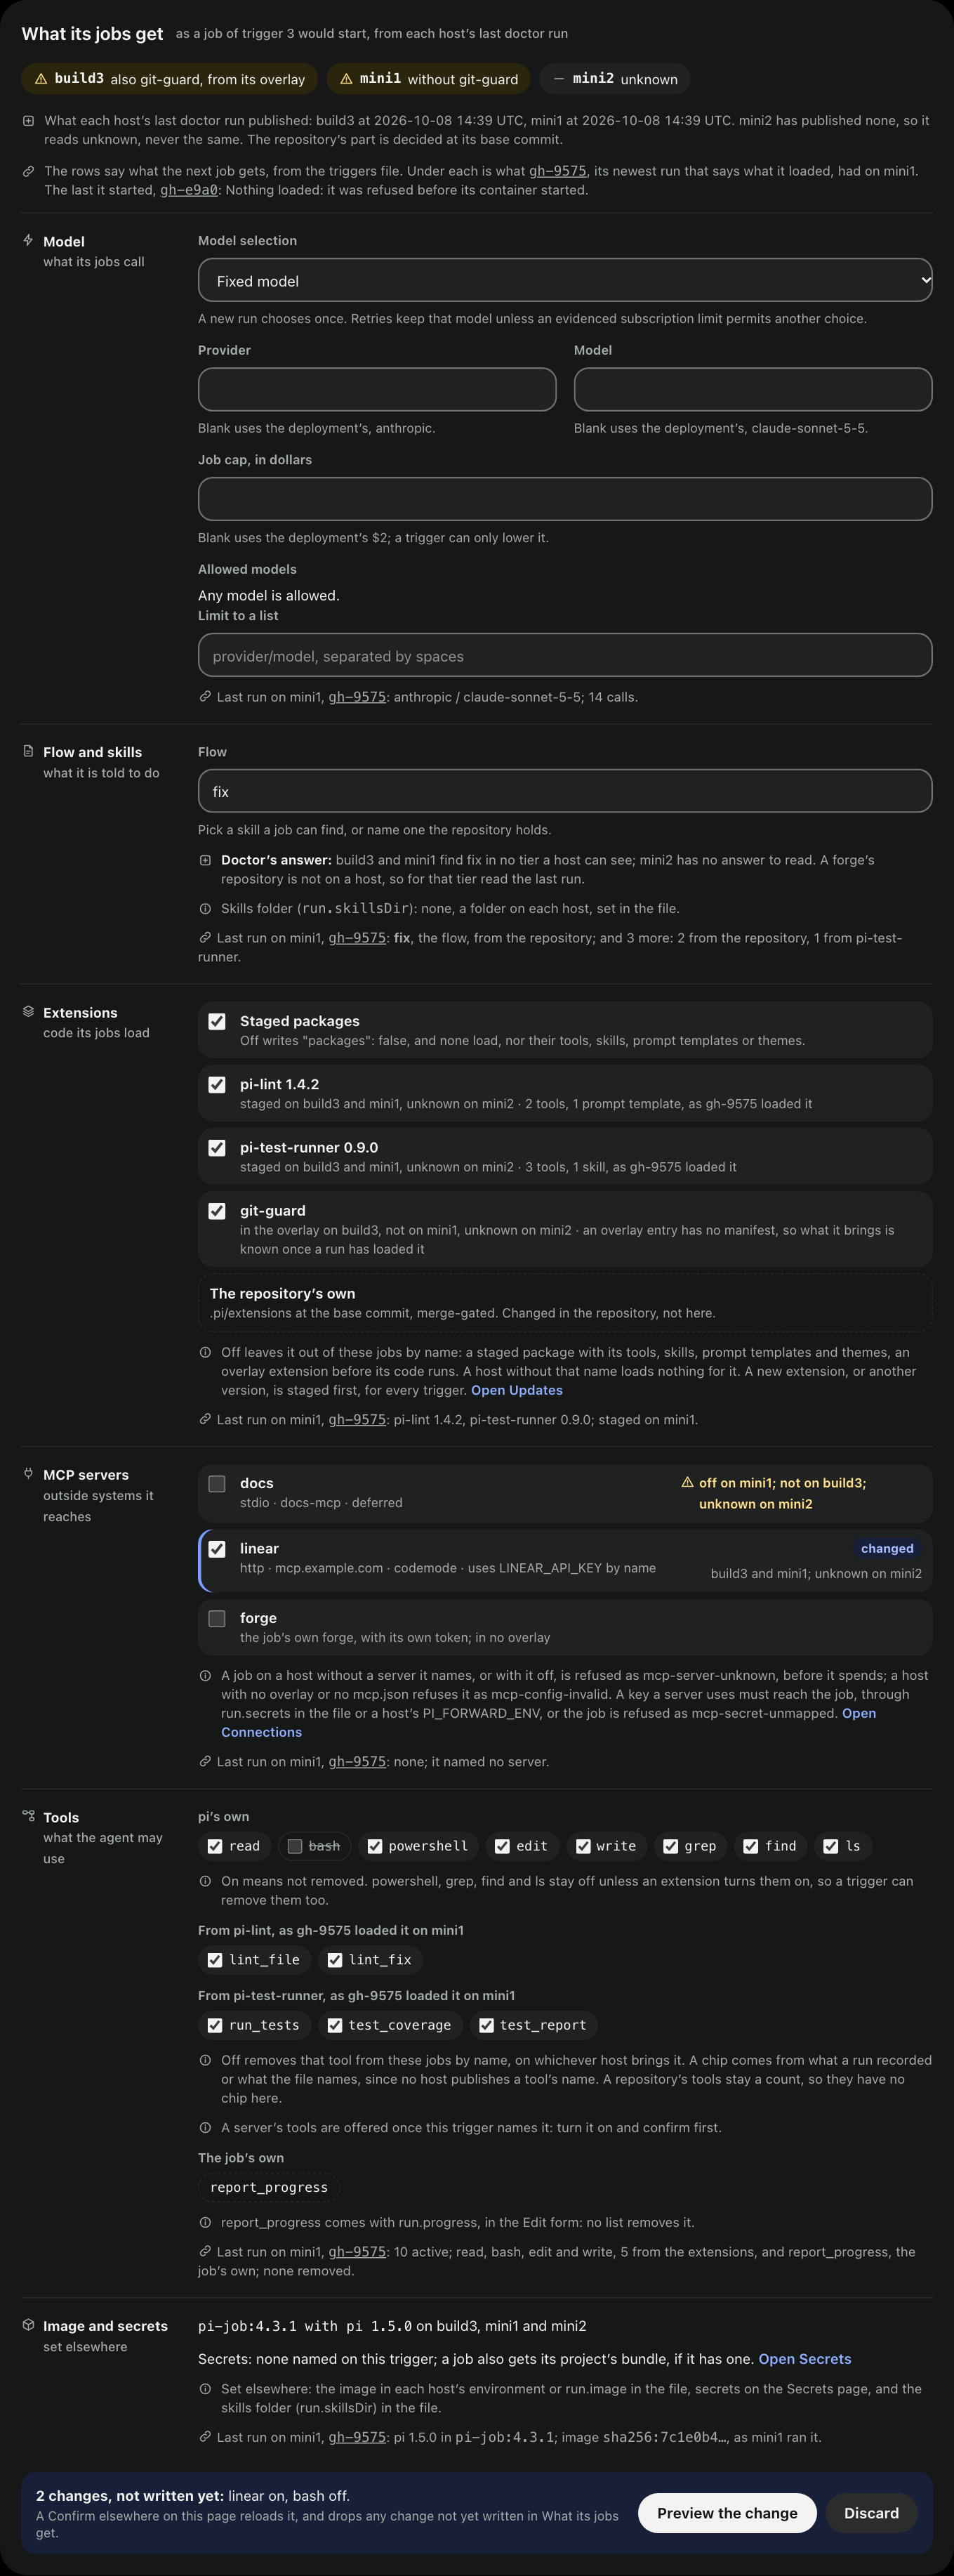 What its jobs get as a job of trigger 3 would start, from each host’s last doctor run
build3 also git-guard, from its overlay
mini1 without git-guard
mini2 unknown
What each host’s last doctor run published: build3 at 2026-10-08 14:39 UTC, mini1 at 2026-10-08 14:39 UTC. mini2 has published none, so it
reads unknown, never the same. The repository’s part is decided at its base commit.
The rows say what the next job gets, from the triggers file. Under each is what gh-9575, its newest run that says what it loaded, had on mini1.
The last it started, gh-e9a0: Nothing loaded: it was refused before its container started.
Model
what its jobs call
Model selection
Fixed model
A new run chooses once. Retries keep that model unless an evidenced subscription limit permits another choice.
Provider
Model
Blank uses the deployment’s, anthropic.
Blank uses the deployment’s, claude-sonnet-5-5.
Job cap, in dollars
Blank uses the deployment’s $2; a trigger can only lower it.
Allowed models
Any model is allowed.
Limit to a list
provider/model, separated by spaces
Last run on mini1, gh-9575: anthropic / claude-sonnet-5-5; 14 calls.
Flow and skills
what it is told to do
Flow
fix
Pick a skill a job can find, or name one the repository holds.
Doctor’s answer: build3 and mini1 find fix in no tier a host can see; mini2 has no answer to read. A forge’s
repository is not on a host, so for that tier read the last run.
Skills folder (run.skillsDir): none, a folder on each host, set in the file.
Last run on mini1, gh-9575: fix, the flow, from the repository; and 3 more: 2 from the repository, 1 from pi-test-
runner.
Extensions
code its jobs load
Staged packages
Off writes "packages": false, and none load, nor their tools, skills, prompt templates or themes.
pi-lint 1.4.2
staged on build3 and mini1, unknown on mini2 · 2 tools, 1 prompt template, as gh-9575 loaded it
pi-test-runner 0.9.0
staged on build3 and mini1, unknown on mini2 · 3 tools, 1 skill, as gh-9575 loaded it
git-guard
in the overlay on build3, not on mini1, unknown on mini2 · an overlay entry has no manifest, so what it brings is
known once a run has loaded it
The repository’s own
.pi/extensions at the base commit, merge-gated. Changed in the repository, not here.
Off leaves it out of these jobs by name: a staged package with its tools, skills, prompt templates and themes, an
overlay extension before its code runs. A host without that name loads nothing for it. A new extension, or another
version, is staged first, for every trigger. Open Updates
Last run on mini1, gh-9575: pi-lint 1.4.2, pi-test-runner 0.9.0; staged on mini1.
MCP servers
outside systems it
reaches
docs
stdio · docs-mcp · deferred
off on mini1; not on build3;
unknown on mini2
linear
http · mcp.example.com · codemode · uses LINEAR_API_KEY by name
changed
build3 and mini1; unknown on mini2
forge
the job’s own forge, with its own token; in no overlay
A job on a host without a server it names, or with it off, is refused as mcp-server-unknown, before it spends; a host
with no overlay or no mcp.json refuses it as mcp-config-invalid. A key a server uses must reach the job, through
run.secrets in the file or a host’s PI_FORWARD_ENV, or the job is refused as mcp-secret-unmapped. Open
Connections
Last run on mini1, gh-9575: none; it named no server.
Tools
what the agent may
use
pi’s own
read bash powershell edit write grep find ls
On means not removed. powershell, grep, find and ls stay off unless an extension turns them on, so a trigger can
remove them too.
From pi-lint, as gh-9575 loaded it on mini1
lint_file lint_fix
From pi-test-runner, as gh-9575 loaded it on mini1
run_tests test_coverage test_report
Off removes that tool from these jobs by name, on whichever host brings it. A chip comes from what a run recorded
or what the file names, since no host publishes a tool’s name. A repository’s tools stay a count, so they have no
chip here.
A server’s tools are offered once this trigger names it: turn it on and confirm first.
The job’s own
report_progress
report_progress comes with run.progress, in the Edit form: no list removes it.
Last run on mini1, gh-9575: 10 active; read, bash, edit and write, 5 from the extensions, and report_progress, the
job’s own; none removed.
Image and secrets
set elsewhere
pi-job:4.3.1 with pi 1.5.0 on build3, mini1 and mini2
Secrets: none named on this trigger; a job also gets its project’s bundle, if it has one. Open Secrets
Set elsewhere: the image in each host’s environment or run.image in the file, secrets on the Secrets page, and the
skills folder (run.skillsDir) in the file.
Last run on mini1, gh-9575: pi 1.5.0 in pi-job:4.3.1; image sha256:7c1e0b4…, as mini1 ran it.
2 changes, not written yet: linear on, bash off.
A Confirm elsewhere on this page reloads it, and drops any change not yet written in What its jobs
get.
Preview the change
Discard